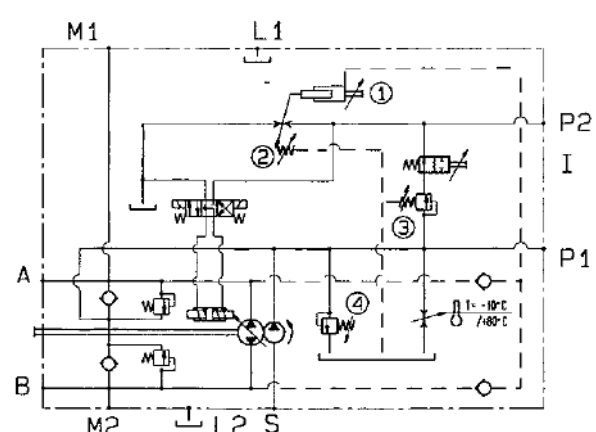 M1 L1
①
P2
②
I
③
P1
A
④
T= -10°C
/+80°C
B
M2 L2 S